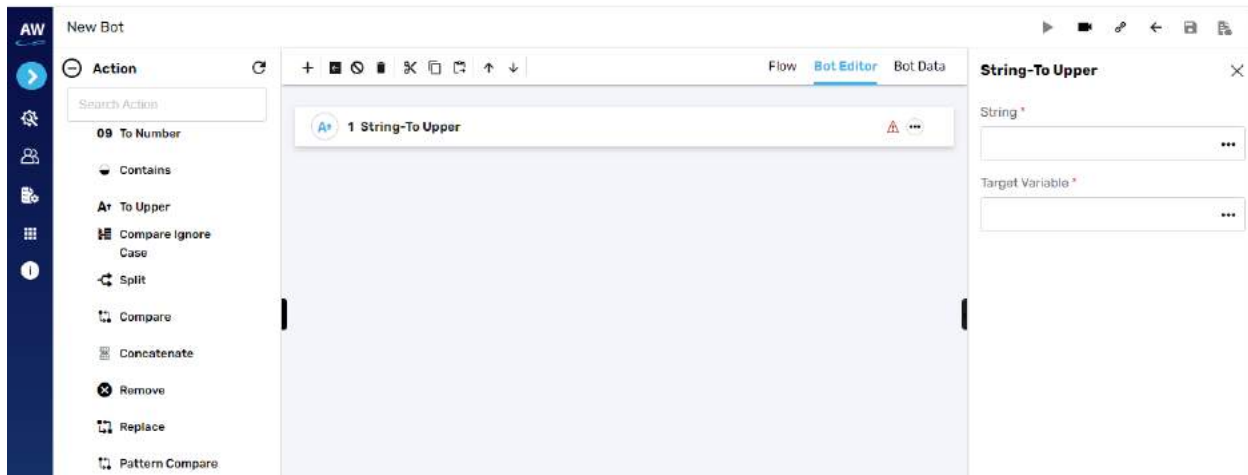 AW
New Bot
Action
Search Action
09 To Number
Contains
A↑ To Upper
Compare Ignore
Case
Split
Compare
Concatenate
Remove
Replace
Pattern Compare
Flow Bot Editor Bot Data
A↑ 1 String-To Upper
String-To Upper
String *
Target Variable *